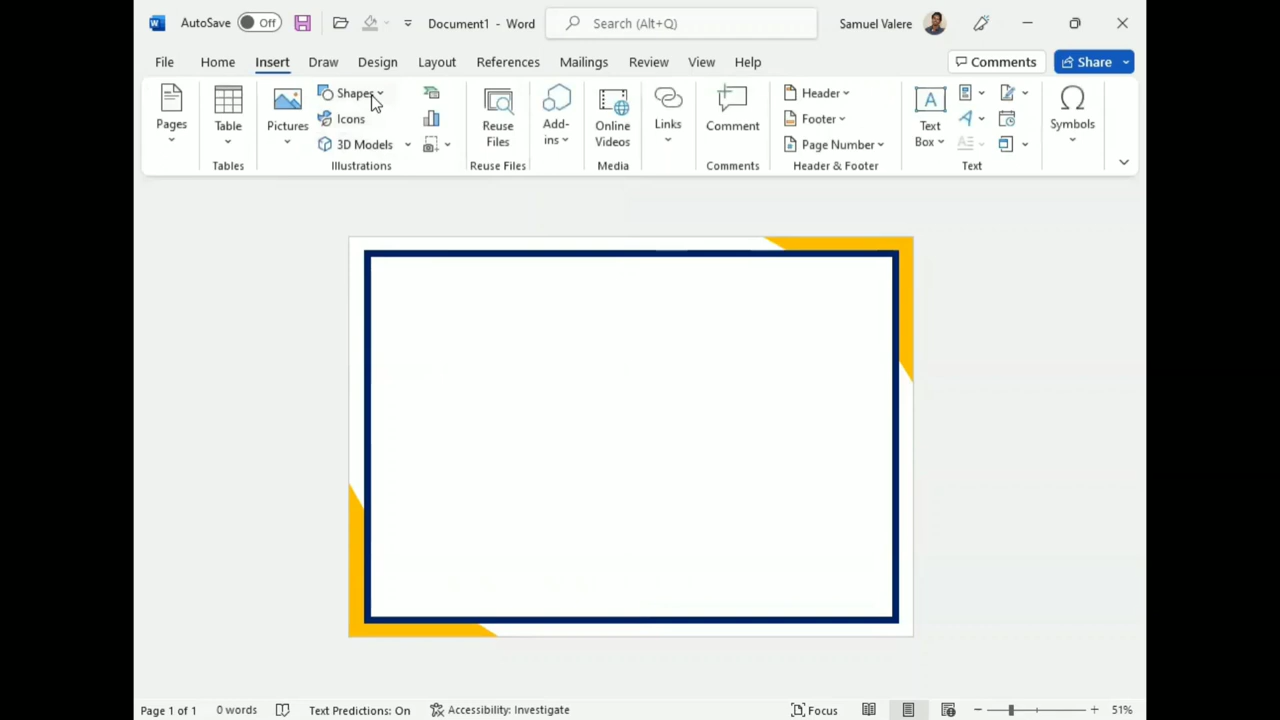 AutoSave Off Document1 - Word Search (Alt+Q) Samuel Valere
File Home Insert Draw Design Layout References Mailings Review View Help Comments Share
Pages
Table
Tables
Pictures
Shapes
Icons
3D Models
Illustrations
Reuse
Files
Reuse Files
Add-
ins
Online
Videos
Media
Links
Comment
Comments
Header
Footer
Page Number
Header & Footer
Text
Box
Text
Symbols
Page 1 of 1 0 words Text Predictions: On Accessibility: Investigate Focus 51%